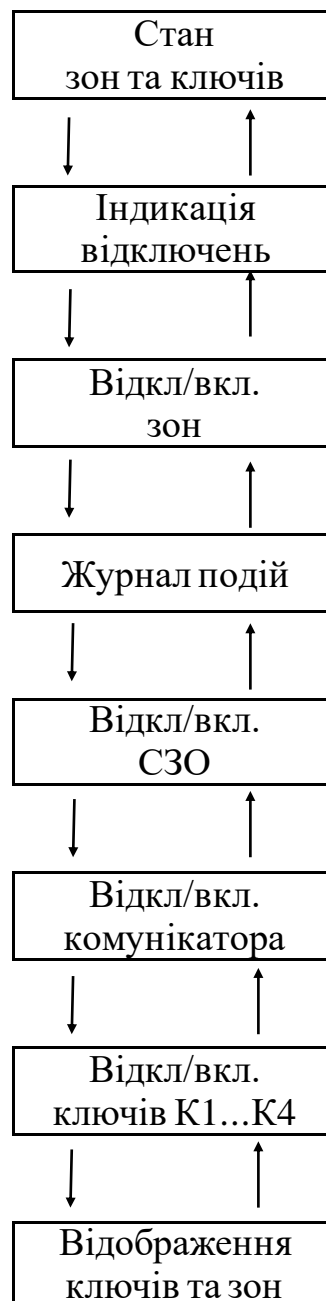 Стан
зон та ключів
Індикація
відключень
Відкл/вкл.
зон
Журнал подій
Відкл/вкл.
СЗО
Відкл/вкл.
комунікатора
Відкл/вкл.
ключів К1...К4
Відображення
ключів та зон